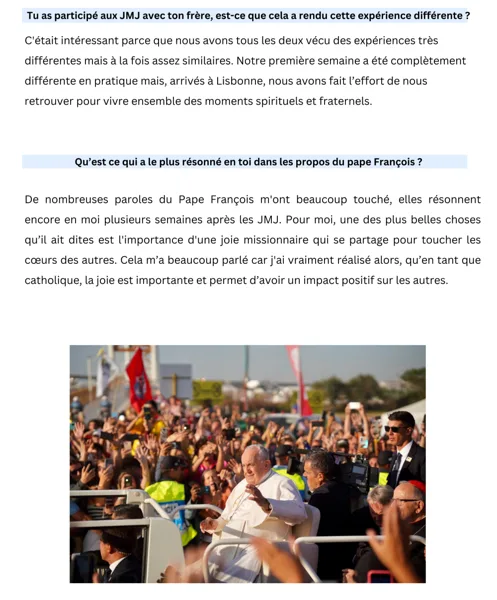 Tu as participé aux JMJ avec ton frère, est-ce que cela a rendu cette expérience différente ?
C'était intéressant parce que nous avons tous les deux vécu des expériences très
différentes mais à la fois assez similaires. Notre première semaine a été complètement
différente en pratique mais, arrivés à Lisbonne, nous avons fait l'effort de nous
retrouver pour vivre ensemble des moments spirituels et fraternels.
Qu'est ce qui a le plus résonné en toi dans les propos du pape François ?
De nombreuses paroles du Pape François m'ont beaucoup touché, elles résonnent
encore en moi plusieurs semaines après les JMJ. Pour moi, une des plus belles choses
qu'il ait dites est l'importance d'une joie missionnaire qui se partage pour toucher les
cœurs des autres. Cela m'a beaucoup parlé car j'ai vraiment réalisé alors, qu'en tant que
catholique, la joie est importante et permet d'avoir un impact positif sur les autres.